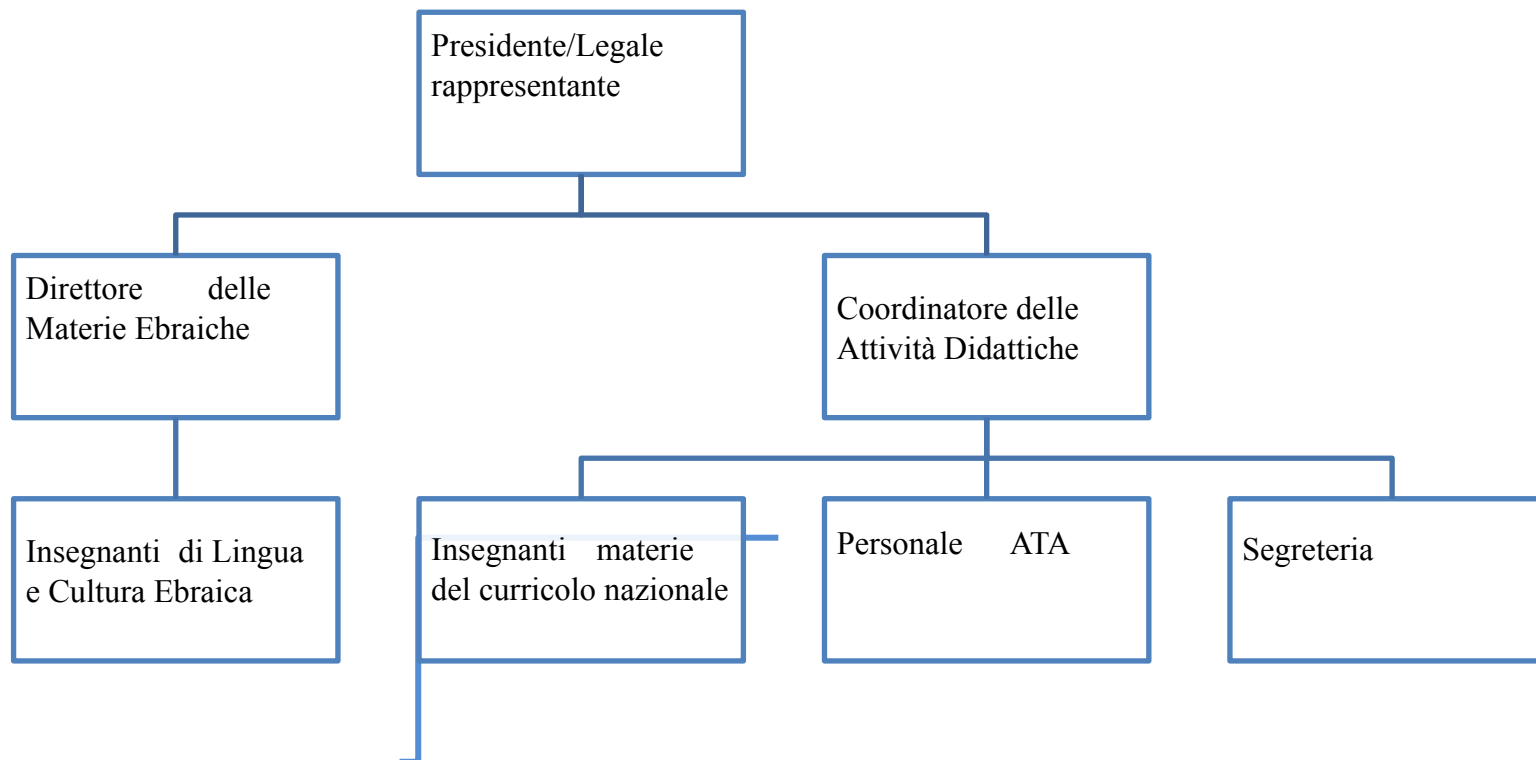 Presidente/Legale
rappresentante
Direttore delle
Materie Ebraiche
Coordinatore delle
Attività Didattiche
Insegnanti di Lingua
e Cultura Ebraica
Insegnanti materie
del curricolo nazionale
Personale ATA
Segreteria